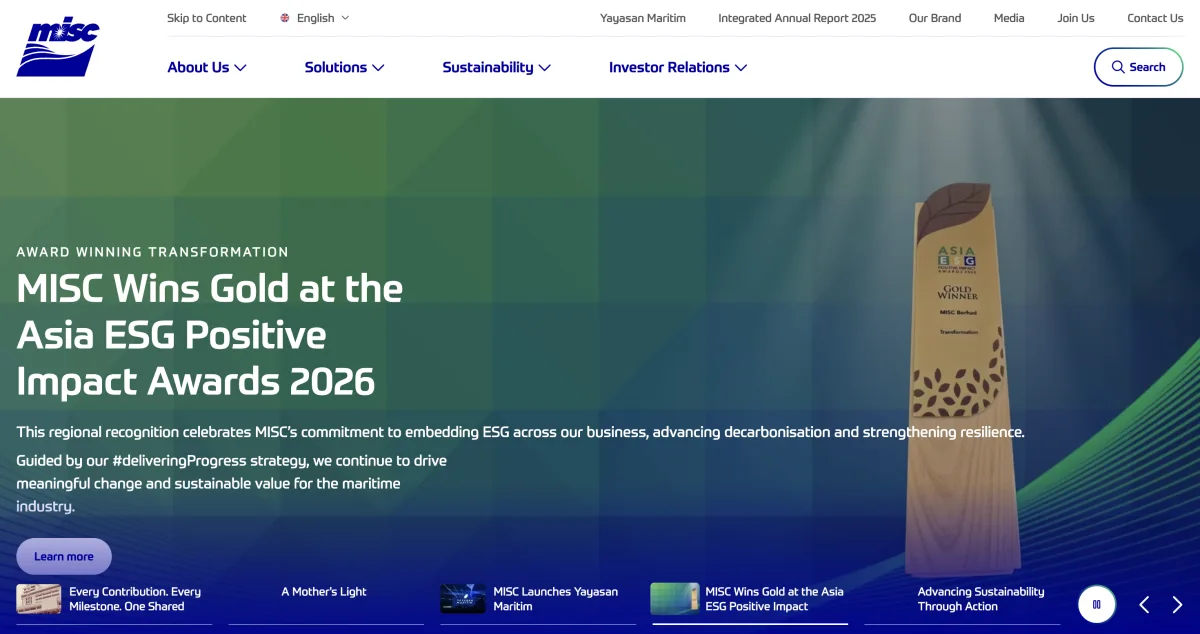 misc
Skip to Content
English
Yayasan Maritim
Integrated Annual Report 2025
Our Brand
Media
Join Us
Contact Us
About Us
Solutions
Sustainability
Investor Relations
Search
AWARD WINNING TRANSFORMATION
MISC Wins Gold at the
Asia ESG Positive
Impact Awards 2026
This regional recognition celebrates MISC's commitment to embedding ESG across our business, advancing decarbonisation and strengthening resilience.
Guided by our #deliveringProgress strategy, we continue to drive
meaningful change and sustainable value for the maritime
industry.
Learn more
ASIA
ESG
POSITIVE IMPACT
GOLD
WINNER
MISC Berhad
Transformation
Every Contribution. Every
Milestone. One Shared
A Mother's Light
MISC Launches Yayasan
Maritim
MISC Wins Gold at the Asia
ESG Positive Impact
Advancing Sustainability
Through Action